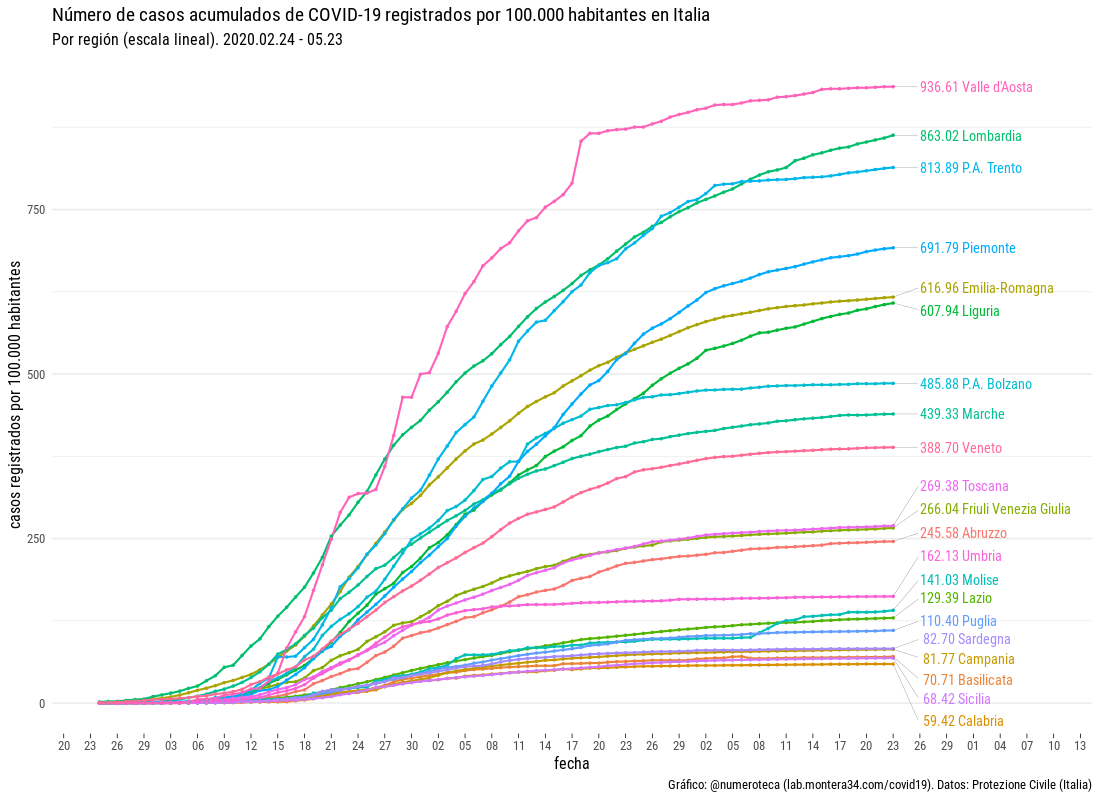 Número de casos acumulados de COVID-19 registrados por 100.000 habitantes en Italia
Por región (escala lineal). 2020.02.24 - 05.23
casos registrados por 100.000 habitantes
750
500
250
0
936.61 Valle d'Aosta
863.02 Lombardia
813.89 P.A. Trento
691.79 Piemonte
616.96 Emilia-Romagna
607.94 Liguria
485.88 P.A. Bolzano
439.33 Marche
388.70 Veneto
269.38 Toscana
266.04 Friuli Venezia Giulia
245.58 Abruzzo
162.13 Umbria
141.03 Molise
129.39 Lazio
110.40 Puglia
82.70 Sardegna
81.77 Campania
70.71 Basilicata
68.42 Sicilia
59.42 Calabria
20 23 26 29 03 06 09 12 15 18 21 24 27 30 02 05 08 11 14 17 20 23 26 29 02 05 08 11 14 17 20 23 26 29 01 04 07 10 13
fecha
Gráfico: @numeroteca (lab.montera34.com/covid19). Datos: Protezione Civile (Italia)